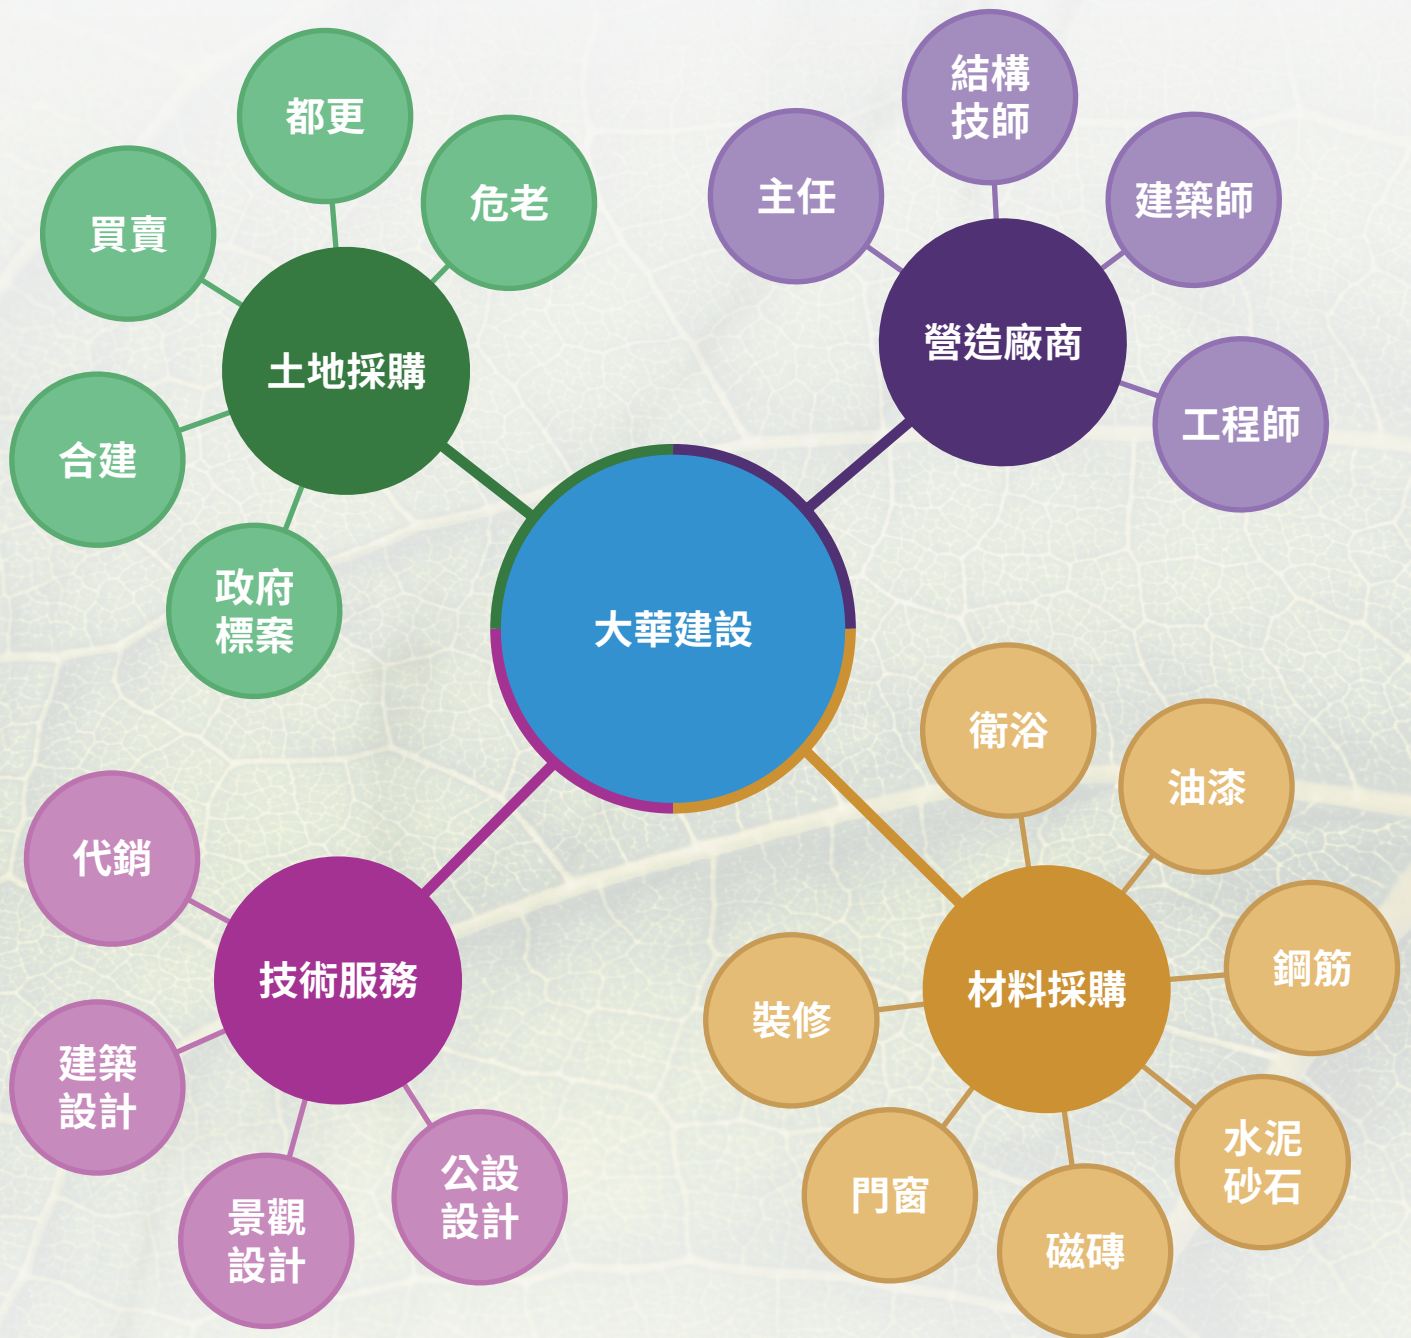 大華建設
土地採購
都更
危老
買賣
合建
政府
標案
營造廠商
主任
結構
技師
建築師
工程師
技術服務
代銷
建築
設計
景觀
設計
公設
設計
材料採購
衛浴
油漆
鋼筋
水泥
砂石
磁磚
門窗
裝修